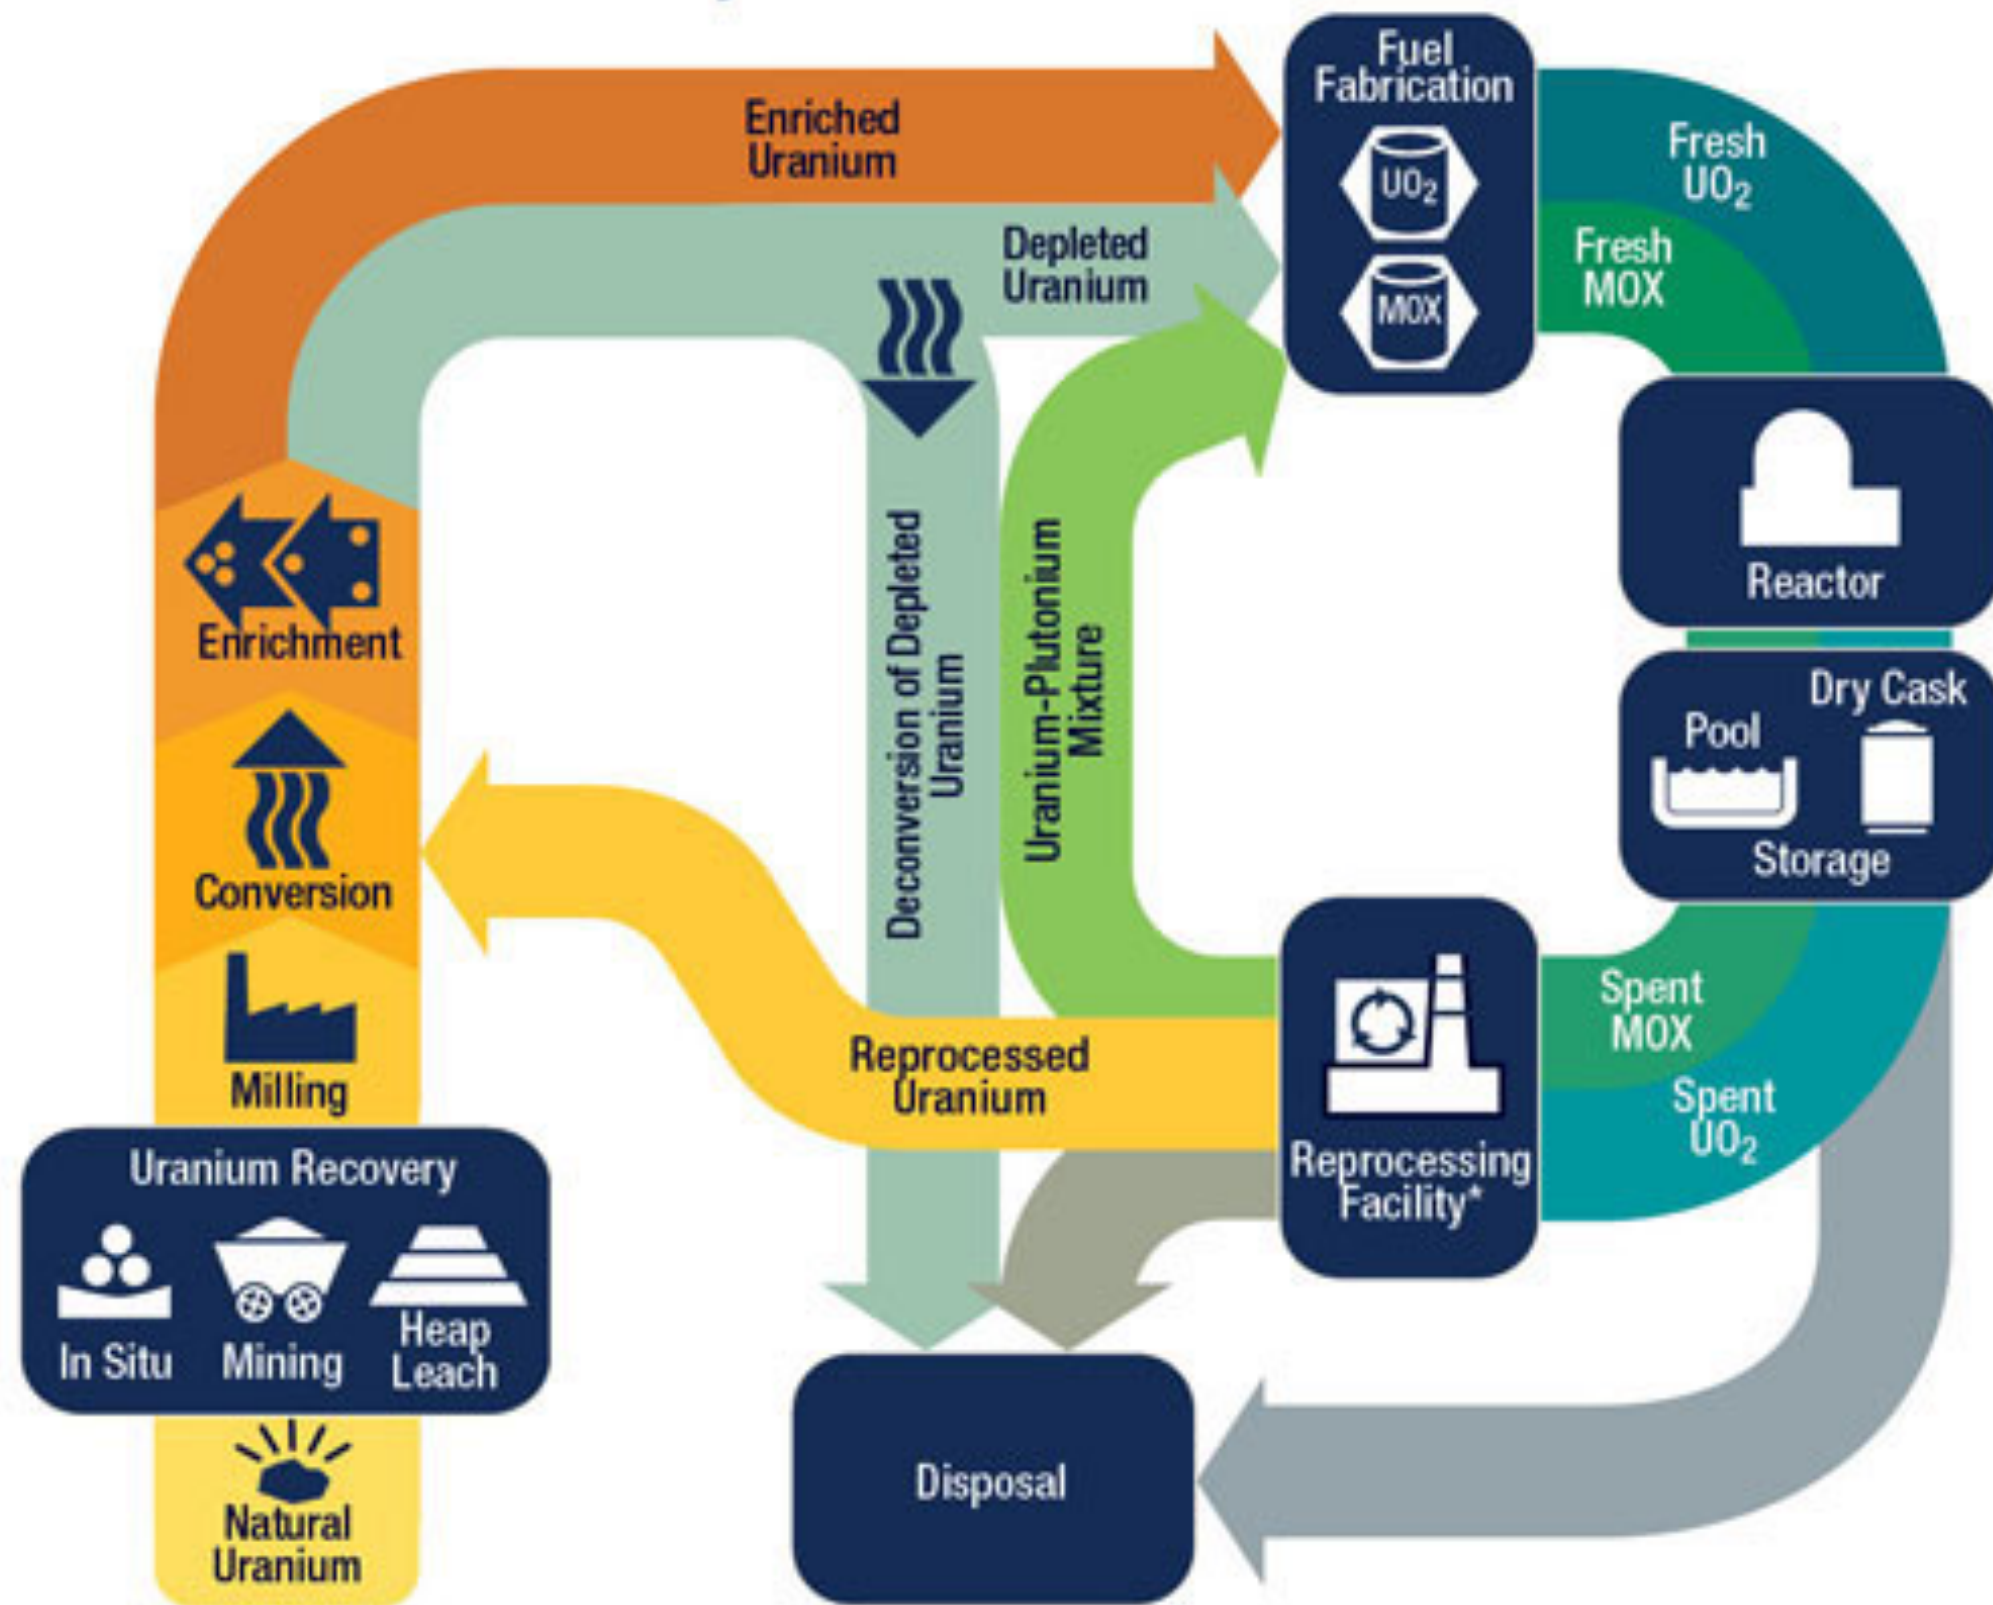 Fuel
Fabrication
UO₂
MOX
Enriched
Uranium
Depleted
Uranium
Fresh
UO₂
Fresh
MOX
Reactor
Dry Cask
Pool
Storage
Enrichment
Conversion
Milling
Deconversion of Depleted
Uranium
Uranium-Plutonium
Mixture
Reprocessed
Uranium
Spent
MOX
Spent
UO₂
Reprocessing
Facility*
Uranium Recovery
In Situ
Mining
Heap
Leach
Natural
Uranium
Disposal